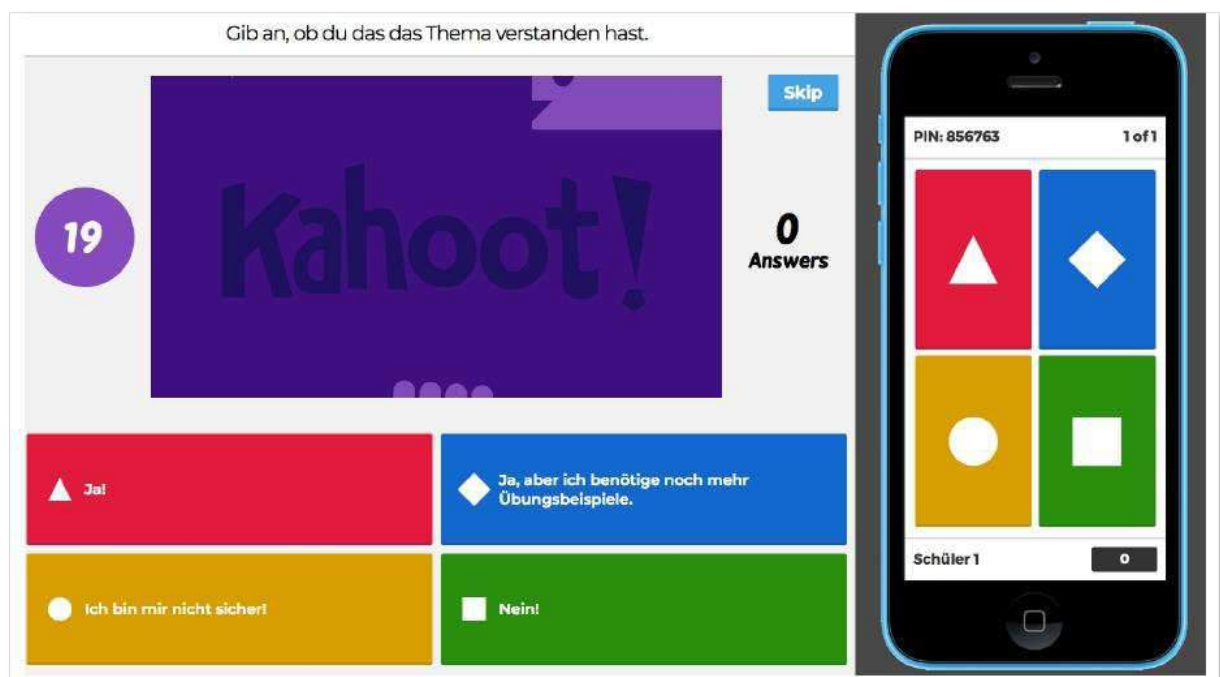 Gib an, ob du das das Thema verstanden hast.
Skip
19
Kahoot!
0
Answers
Ja!
Ja, aber ich benötige noch mehr
Übungsbeispiele.
Ich bin mir nicht sicher!
Nein!
PIN: 856763
1 of 1
Schüler 1
0